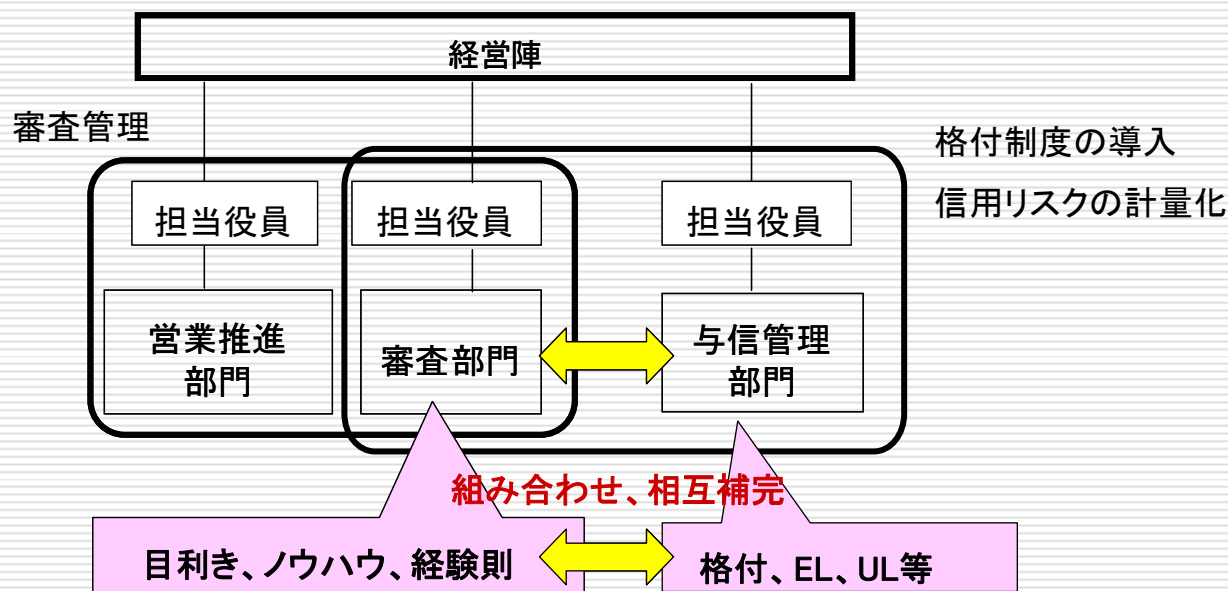 経営陣
審査管理
格付制度の導入
信用リスクの計量化
担当役員
担当役員
担当役員
営業推進
部門
審査部門
与信管理
部門
組み合わせ、相互補完
目利き、ノウハウ、経験則
格付、EL、UL等